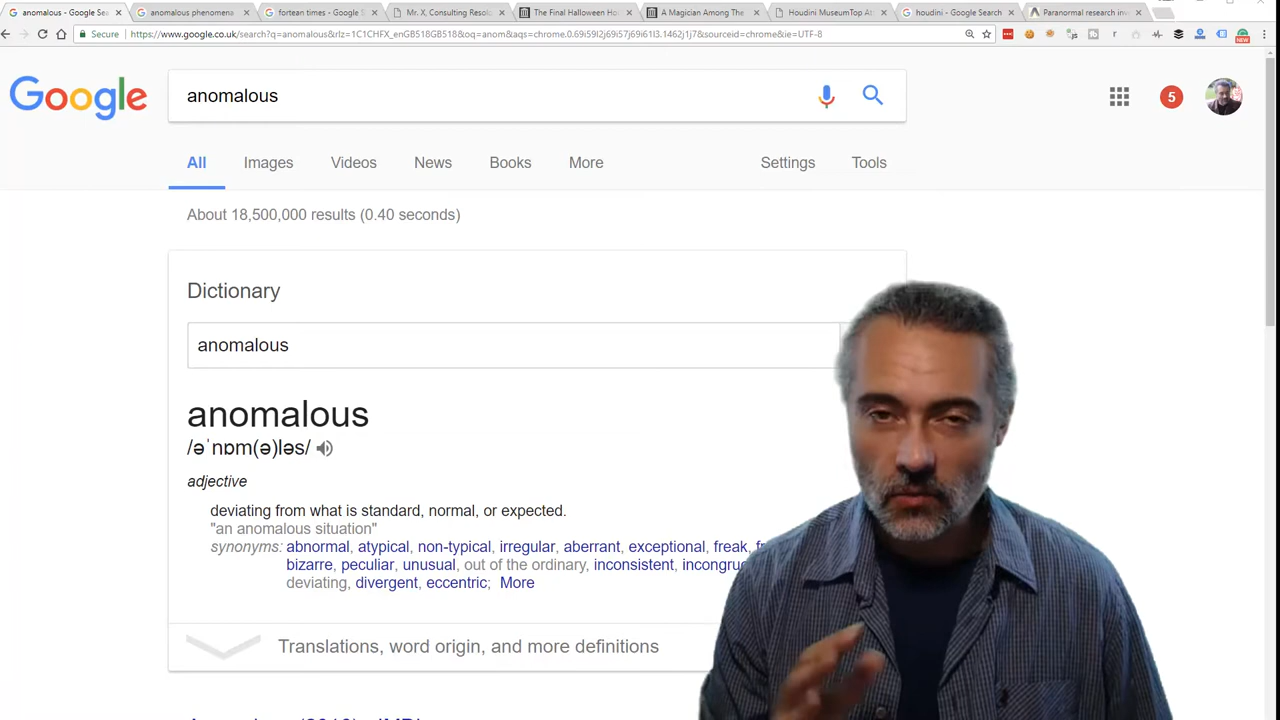 anomalous - Google Sea
anomalous phenomena
fortean times - Google S
Mr. X, Consulting Resolo
The Final Halloween Ho
A Magician Among The
Houdini MuseumTop At
houdini - Google Search
Paranormal research inve
Secure
https://www.google.co.uk/search?q=anomalous&rlz=1C1CHFX_enGB518GB518&oq=anom&aqs=chrome.0.69i59l2j69i57j69i61l3.1462j1j7&sourceid=chrome&ie=UTF-8
NEW
Google
anomalous
5
All Images Videos News Books More Settings Tools
About 18,500,000 results (0.40 seconds)
Dictionary
anomalous
anomalous
/əˈnɒm(ə)ləs/
adjective
deviating from what is standard, normal, or expected.
"an anomalous situation"
synonyms: abnormal, atypical, non-typical, irregular, aberrant, exceptional, freak,
bizarre, peculiar, unusual, out of the ordinary, inconsistent, incongru
deviating, divergent, eccentric; More
Translations, word origin, and more definitions